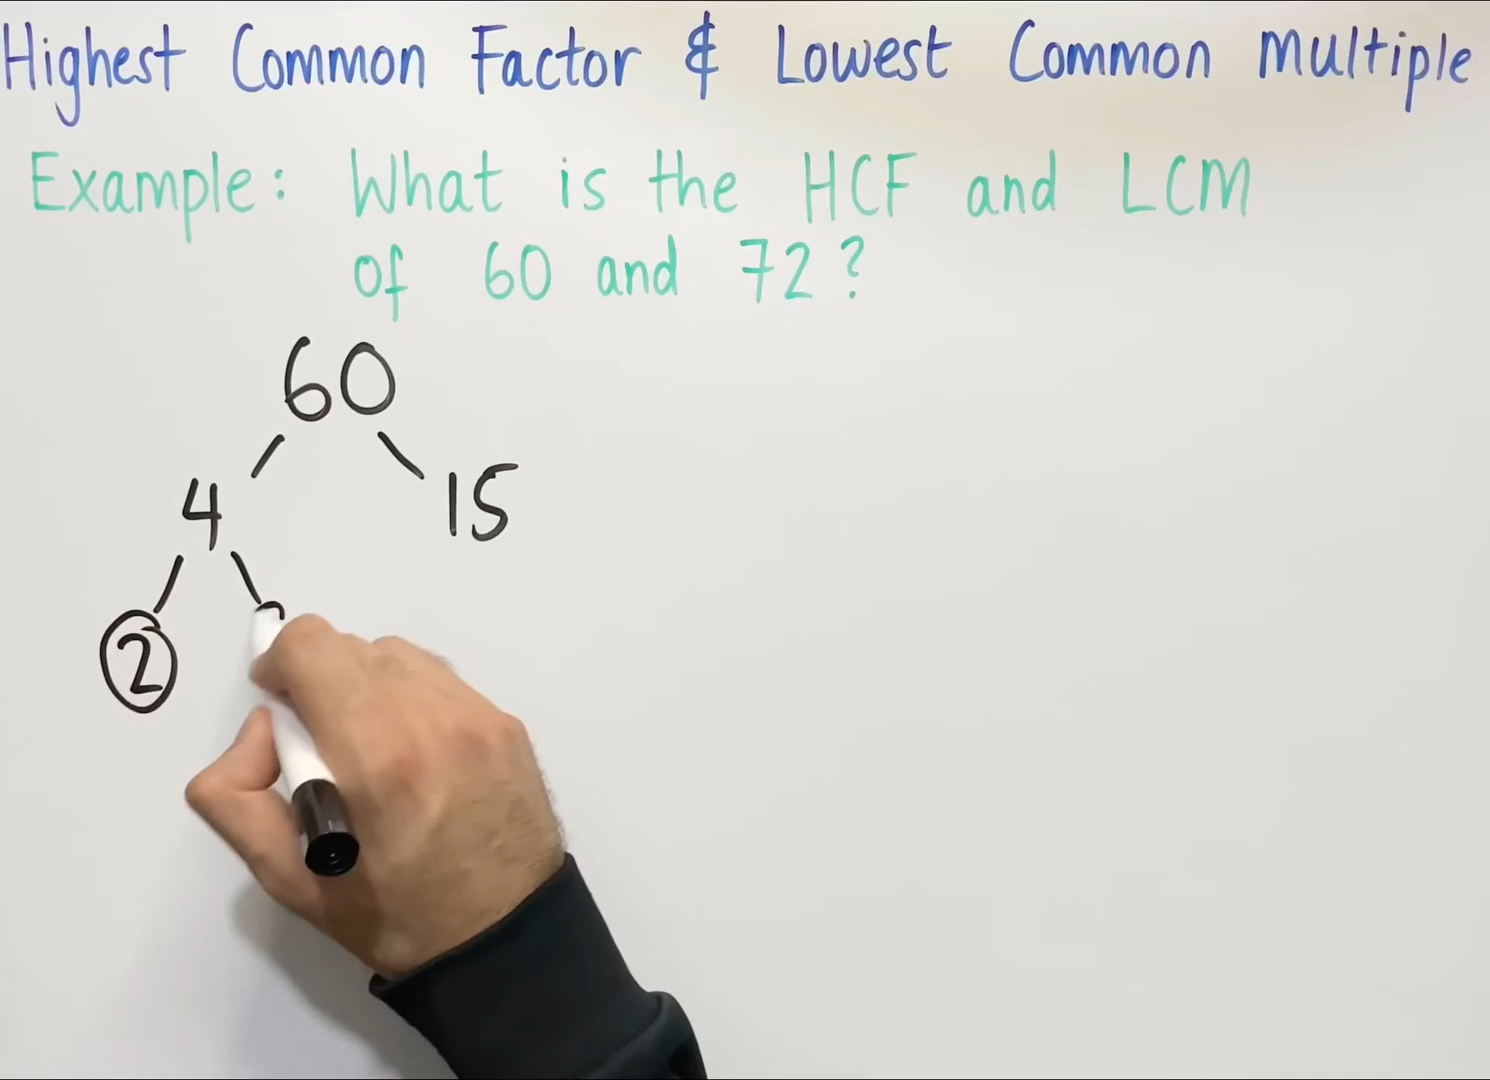 Highest Common Factor & Lowest Common Multiple
Example: What is the HCF and LCM
of 60 and 72?
60
4 15
2